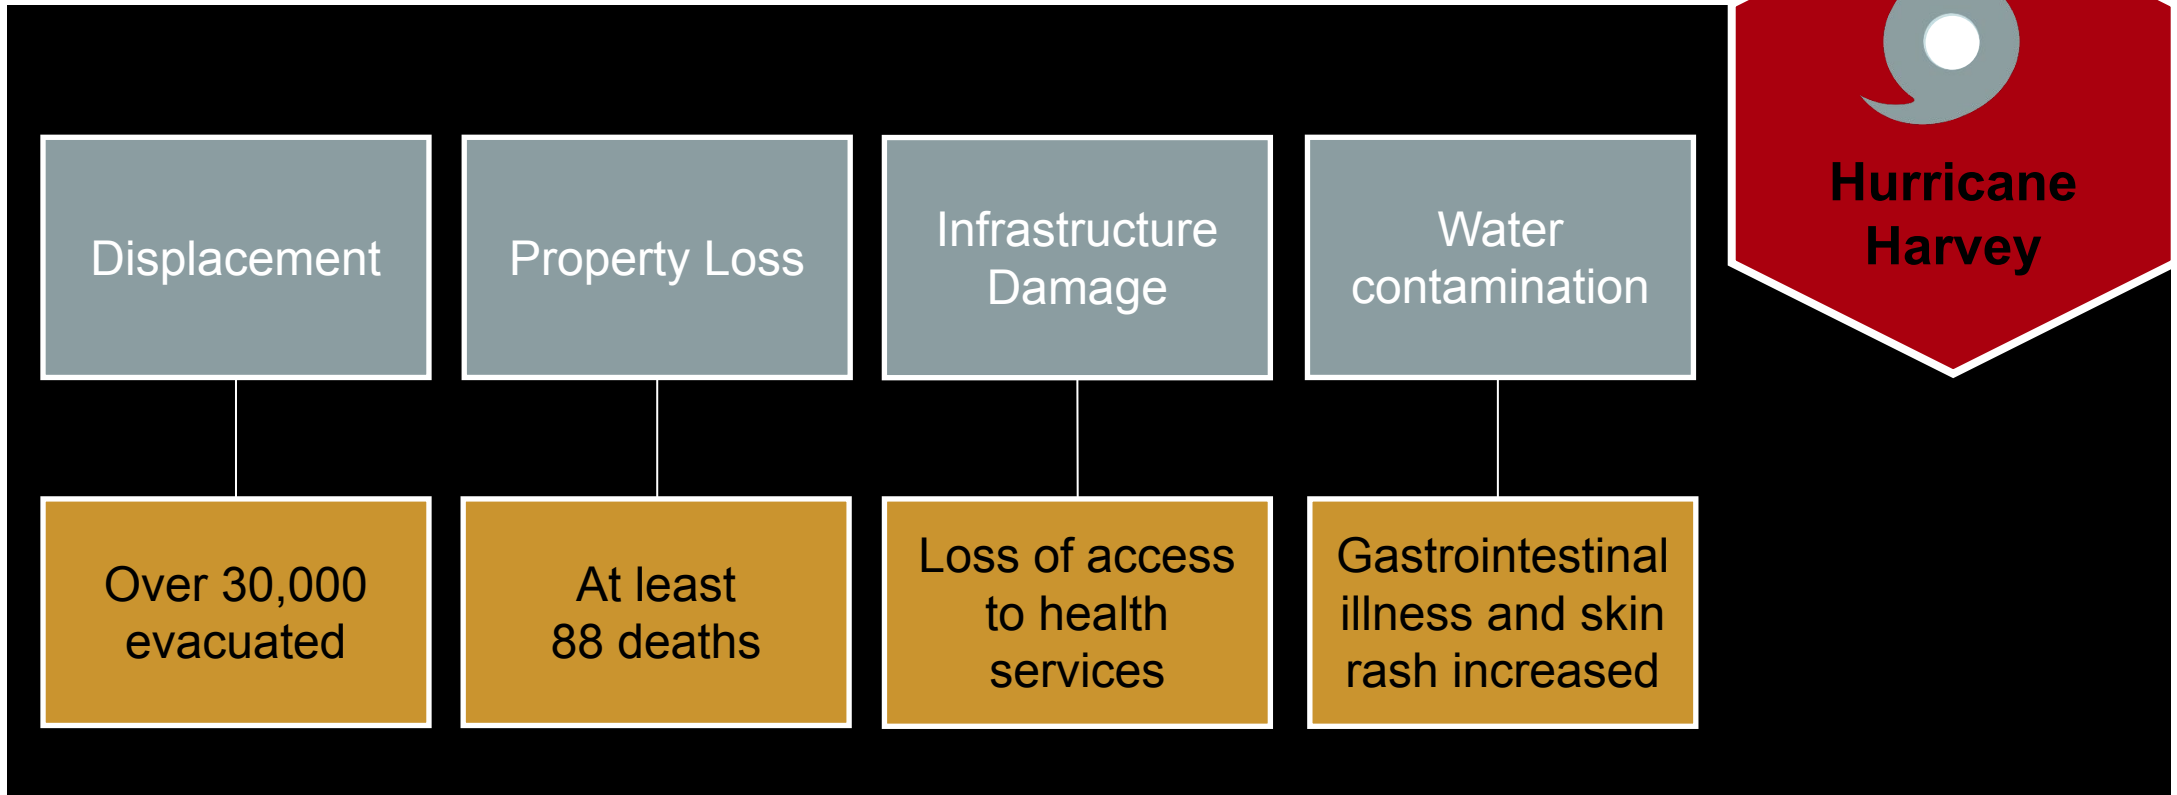 Hurricane
Harvey
Displacement
Property Loss
Infrastructure
Damage
Water
contamination
Over 30,000
evacuated
At least
88 deaths
Loss of access
to health
services
Gastrointestinal
illness and skin
rash increased